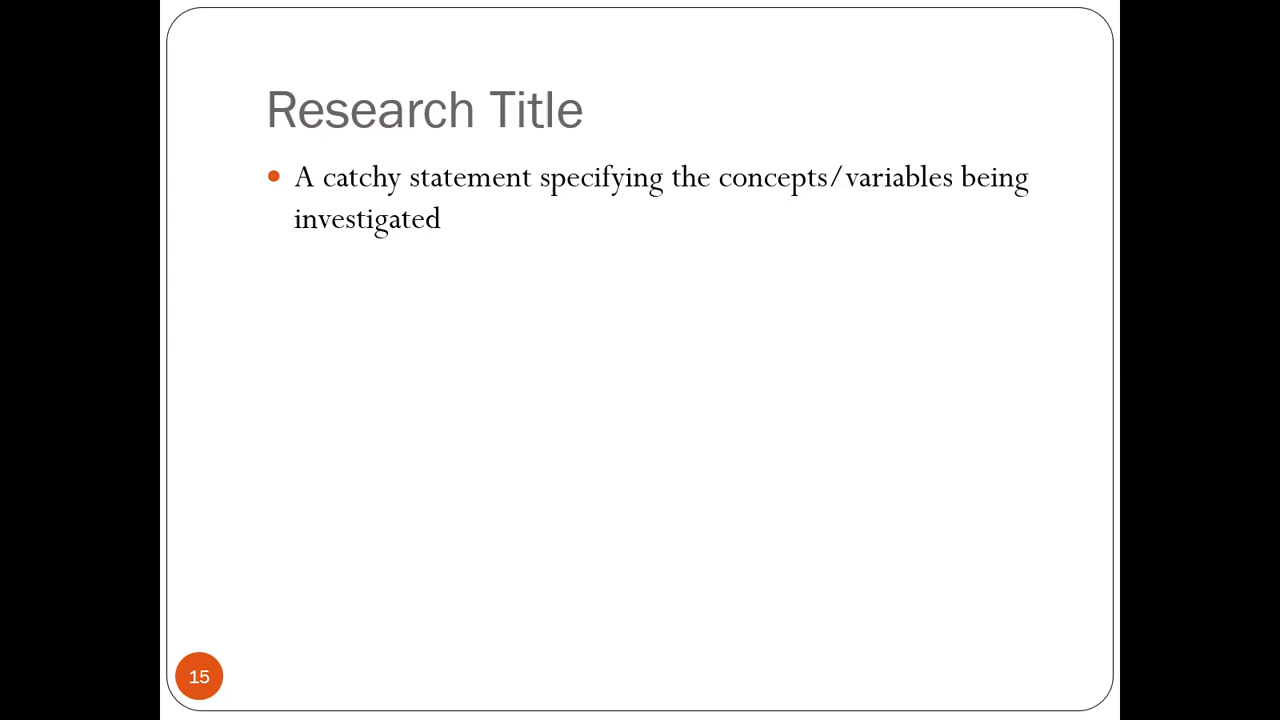 Research Title
A catchy statement specifying the concepts/variables being
investigated
15